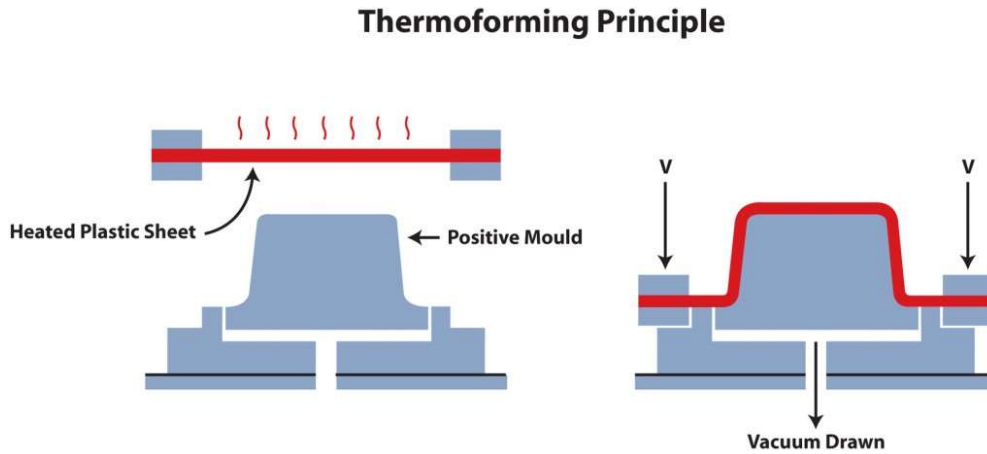 Thermoforming Principle
Heated Plastic Sheet
Positive Mould
V
V
Vacuum Drawn